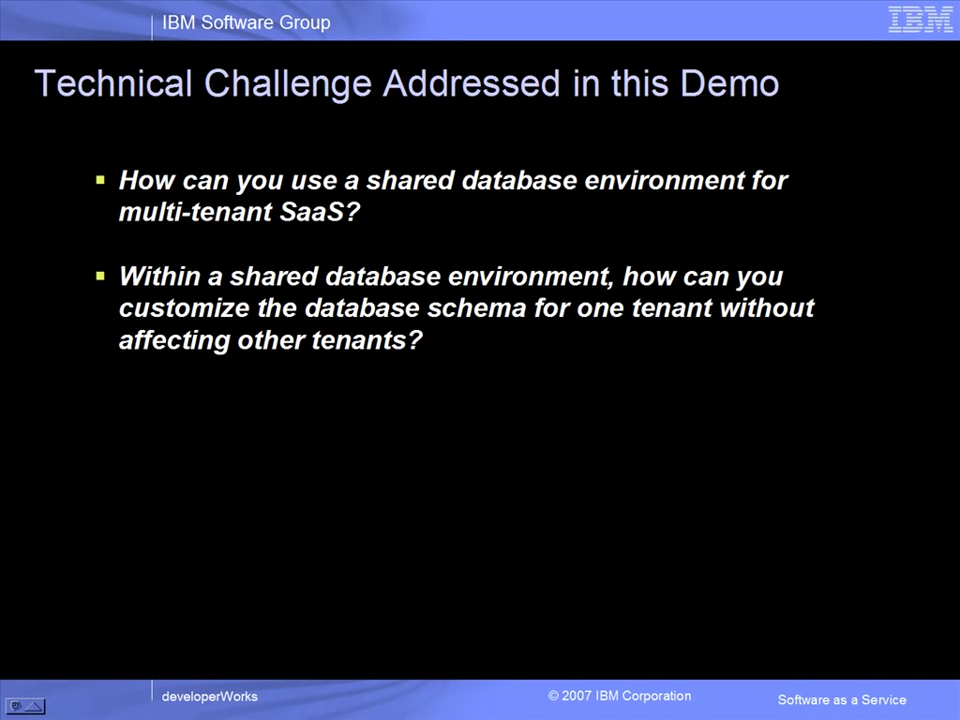 IBM Software Group
IBM
Technical Challenge Addressed in this Demo
How can you use a shared database environment for
multi-tenant SaaS?
Within a shared database environment, how can you
customize the database schema for one tenant without
affecting other tenants?
developerWorks
© 2007 IBM Corporation
Software as a Service